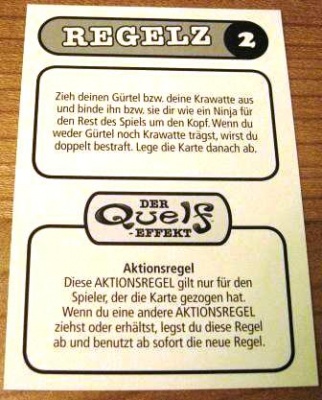 REGELZ 2
Zieh deinen Gürtel bzw. deine Krawatte aus
und binde ihn bzw. sie dir wie ein Ninja für
den Rest des Spiels um den Kopf. Wenn du
weder Gürtel noch Krawatte trägst, wirst du
doppelt bestraft. Lege die Karte danach ab.
DER
Quelf
-EFFEKT
Aktionsregel
Diese AKTIONSREGEL gilt nur für den
Spieler, der die Karte gezogen hat.
Wenn du eine andere AKTIONSREGEL
ziehst oder erhältst, legst du diese Regel
ab und benutzt ab sofort die neue Regel.